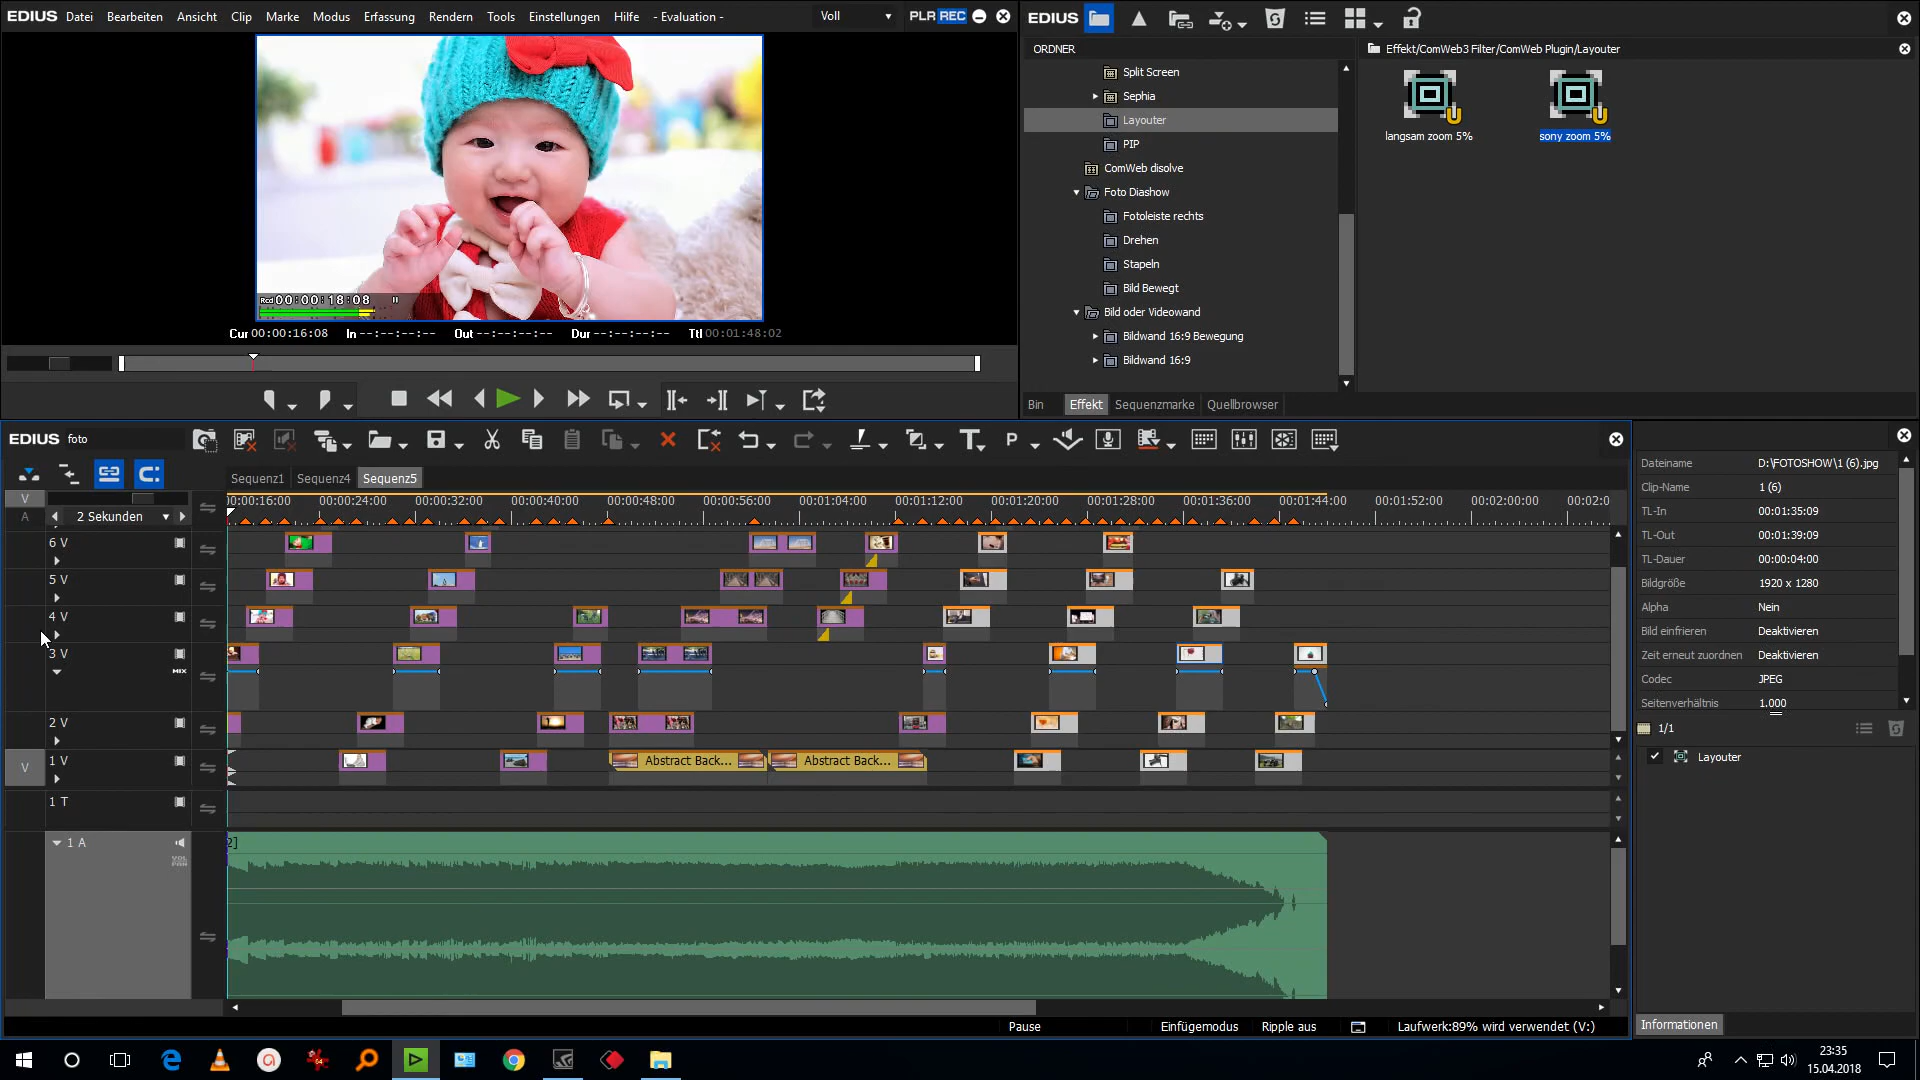 EDIUS Datei Bearbeiten Ansicht Clip Marke Modus Erfassung Rendern Tools Einstellungen Hilfe - Evaluation - Voll PLR REC
Rcd 00:00:18:08
Cur 00:00:16:08 In --:--:--:-- Out --:--:--:-- Dur --:--:--:-- Ttl 00:01:48:02
EDIUS
ORDNER
Effekt/ComWeb3 Filter/ComWeb Plugin/Layouter
Split Screen
Sephia
Layouter
PIP
ComWeb disolve
Foto Diashow
Fotoleiste rechts
Drehen
Stapeln
Bild Bewegt
Bild oder Videowand
Bildwand 16:9 Bewegung
Bildwand 16:9
langsam zoom 5%
sony zoom 5%
Bin Effekt Sequenzmarke Quellbrowser
EDIUS foto
Sequenz1 Sequenz4 Sequenz5
V
A
2 Sekunden
00:00:16:00 00:00:24:00 00:00:32:00 00:00:40:00 00:00:48:00 00:00:56:00 00:01:04:00 00:01:12:00 00:01:20:00 00:01:28:00 00:01:36:00 00:01:44:00 00:01:52:00 00:02:00:00 00:02:0
6 V
5 V
4 V
3 V
MIX
2 V
V
1 V
Abstract Back... Abstract Back...
1 T
1 A
VOL
PAN
2]
Pause Einfügemodus Ripple aus Laufwerk:89% wird verwendet (V:)
Dateiname D:\FOTOSHOW\1 (6).jpg
Clip-Name 1 (6)
TL-In 00:01:35:09
TL-Out 00:01:39:09
TL-Dauer 00:00:04:00
Bildgröße 1920 x 1280
Alpha Nein
Bild einfrieren Deaktivieren
Zeit erneut zuordnen Deaktivieren
Codec JPEG
Seitenverhältnis 1.000
1/1
Layouter
Informationen
23:35
15.04.2018